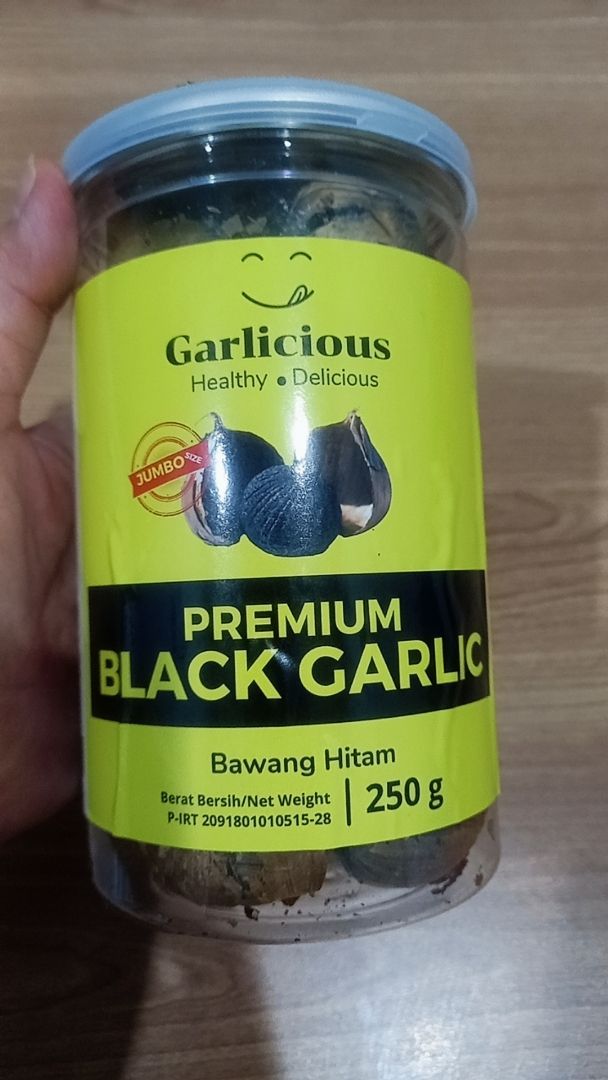 Garlicious
Healthy • Delicious
JUMBO SIZE
PREMIUM
BLACK GARLIC
Bawang Hitam
Berat Bersih/Net Weight
P-IRT 2091801010515-28
250 g